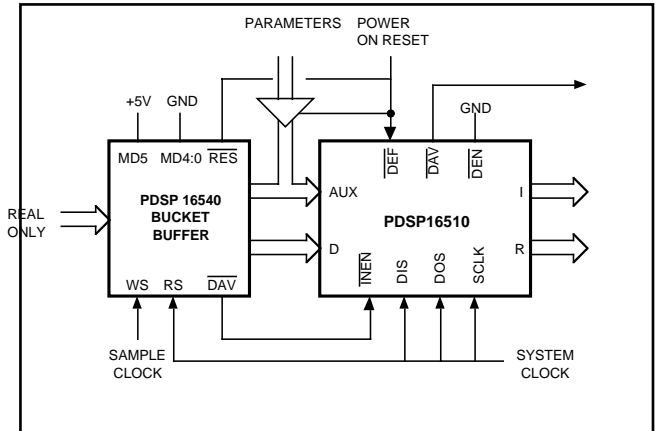 PARAMETERS
POWER
ON RESET
+5V
GND
GND
MD5
MD4:0
RES
DEF
DAV
DEN
PDSP 16540
BUCKET
BUFFER
REAL
ONLY
AUX
PDSP16510
I
D
R
INEN
DIS
DOS
SCLK
WS
RS
DAV
SAMPLE
CLOCK
SYSTEM
CLOCK